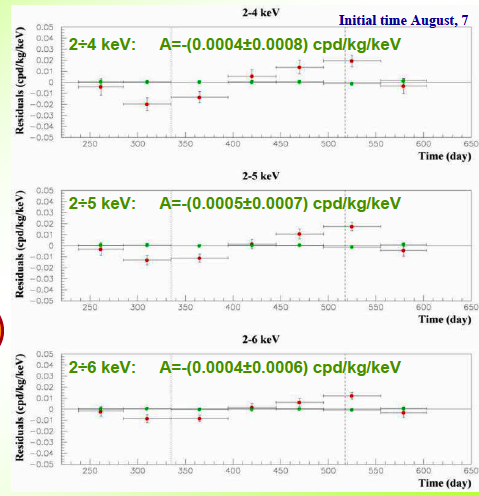 2-4 keV
Initial time August, 7
2÷4 keV: A=-(0.0004±0.0008) cpd/kg/keV
Residuals (cpd/kg/keV)
0.05
0.04
0.03
0.02
0.01
0
-0.01
-0.02
-0.03
-0.04
-0.05
250 300 350 400 450 500 550 600 650
Time (day)
2-5 keV
2÷5 keV: A=-(0.0005±0.0007) cpd/kg/keV
Residuals (cpd/kg/keV)
0.05
0.04
0.03
0.02
0.01
0
-0.01
-0.02
-0.03
-0.04
-0.05
250 300 350 400 450 500 550 600 650
Time (day)
2-6 keV
2÷6 keV: A=-(0.0004±0.0006) cpd/kg/keV
Residuals (cpd/kg/keV)
0.05
0.04
0.03
0.02
0.01
0
-0.01
-0.02
-0.03
-0.04
-0.05
250 300 350 400 450 500 550 600 650
Time (day)